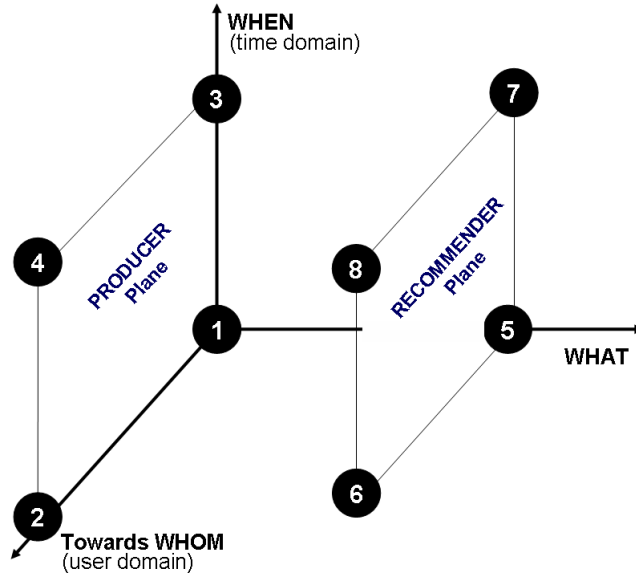 WHEN
(time domain)
3
7
4
PRODUCER
Plane
8
RECOMMENDER
Plane
1
5
WHAT
6
2
Towards WHOM
(user domain)